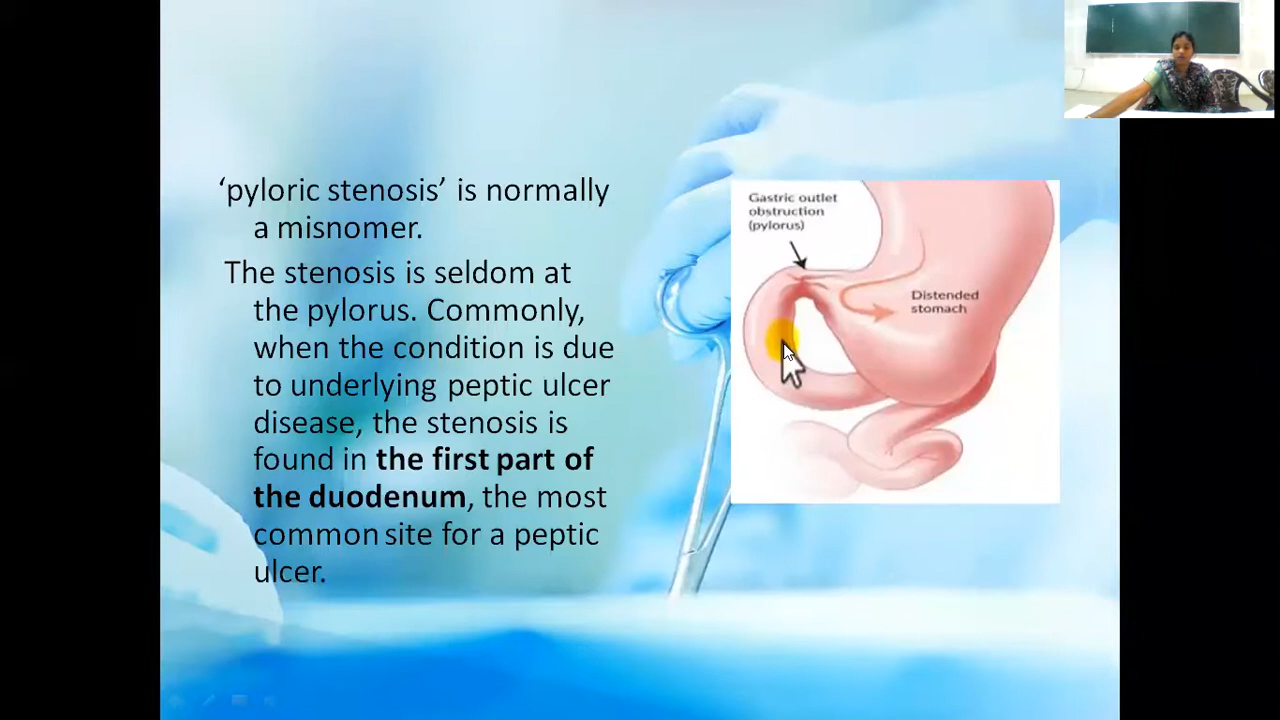 ‘pyloric stenosis’ is normally
a misnomer.
The stenosis is seldom at
the pylorus. Commonly,
when the condition is due
to underlying peptic ulcer
disease, the stenosis is
found in the first part of
the duodenum, the most
common site for a peptic
ulcer.
Gastric outlet
obstruction
(pylorus)
Distended
stomach